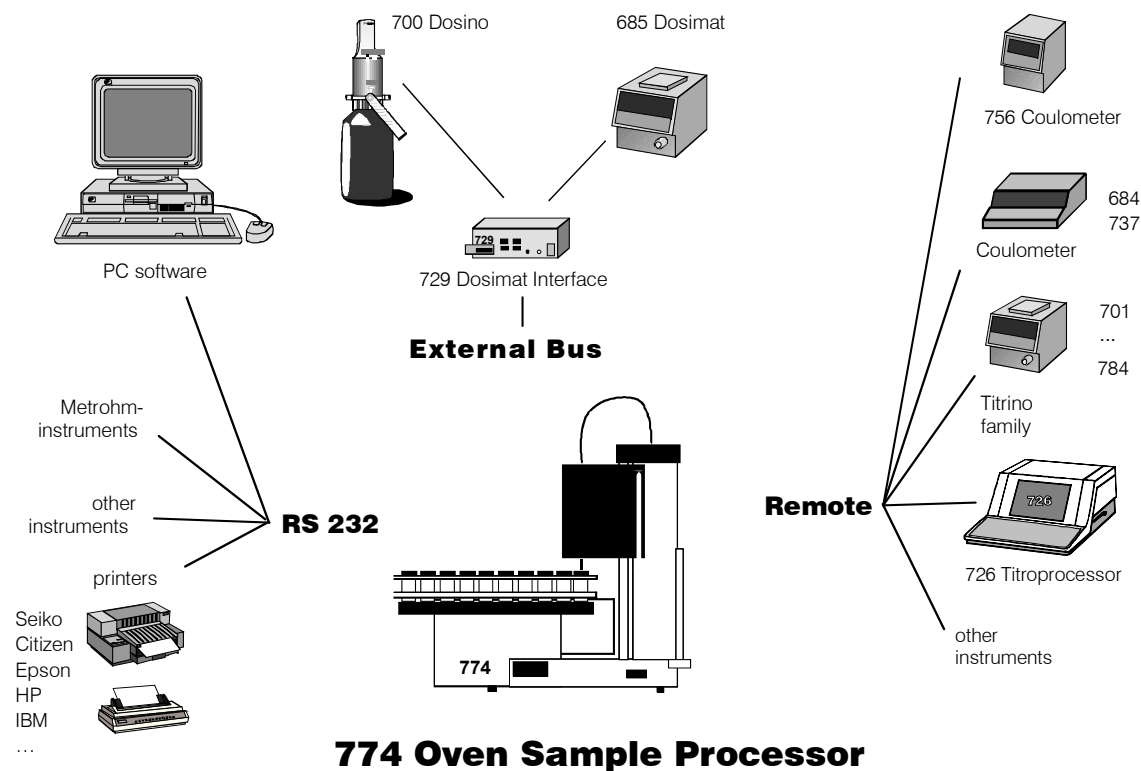 700 Dosino
685 Dosimat
756 Coulometer
684
737
Coulometer
PC software
729
729 Dosimat Interface
External Bus
701
...
784
Titrino
family
Metrohm-
instruments
other
instruments
RS 232
printers
Seiko
Citizen
Epson
HP
IBM
...
Remote
726
726 Titroprocessor
other
instruments
774
774 Oven Sample Processor